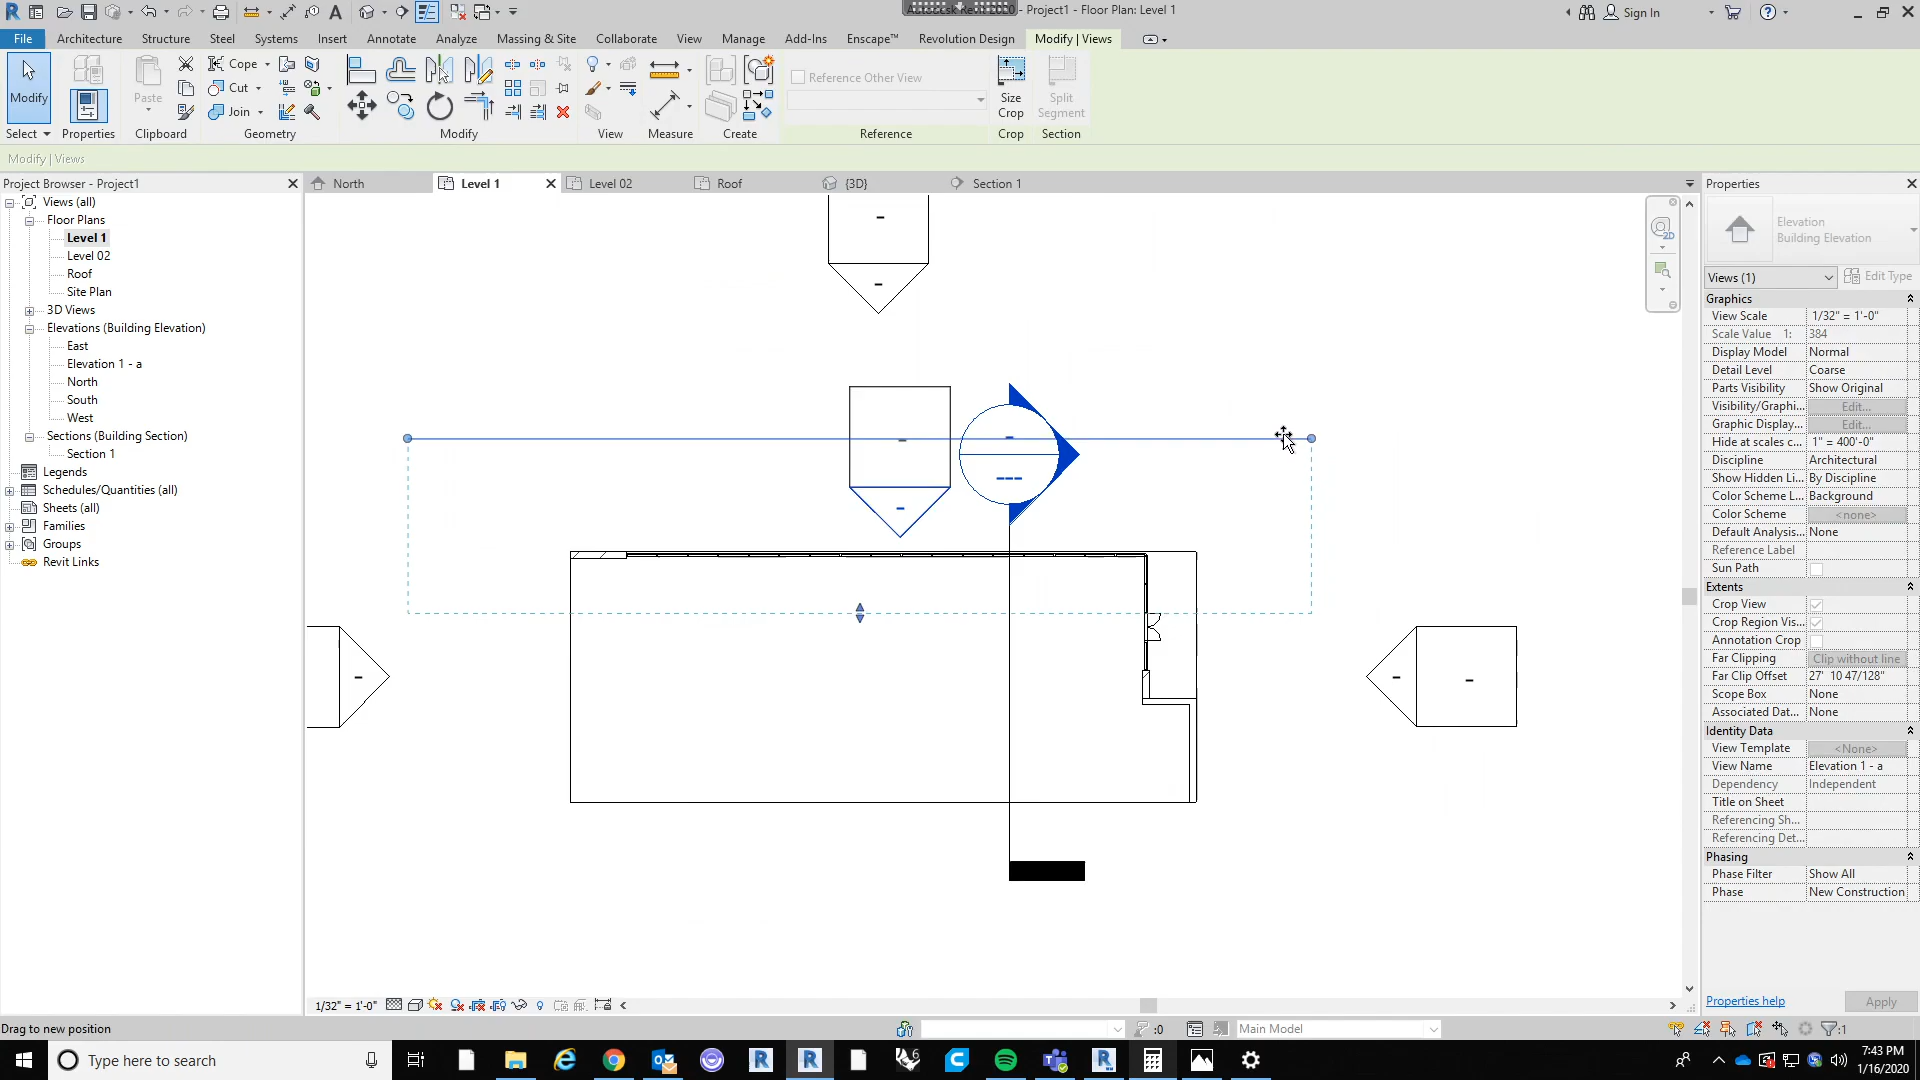 Project1 - Floor Plan: Level 1
Sign In
File
Architecture
Structure
Steel
Systems
Insert
Annotate
Analyze
Massing & Site
Collaborate
View
Manage
Add-Ins
Enscape™
Revolution Design
Modify | Views
Modify
Paste
Cope
Cut
Join
Reference Other View
Size
Crop
Split
Segment
Select
Properties
Clipboard
Geometry
Modify
View
Measure
Create
Reference
Crop
Section
Modify | Views
Project Browser - Project1
North
Level 1
Level 02
Roof
{3D}
Section 1
Properties
Views (all)
Floor Plans
Level 1
Level 02
Roof
Site Plan
3D Views
Elevations (Building Elevation)
East
Elevation 1 - a
North
South
West
Sections (Building Section)
Section 1
Legends
Schedules/Quantities (all)
Sheets (all)
Families
Groups
Revit Links
2D
Elevation
Building Elevation
Views (1)
Edit Type
Graphics
View Scale 1/32" = 1'-0"
Scale Value 1: 384
Display Model Normal
Detail Level Coarse
Parts Visibility Show Original
Visibility/Graphi... Edit...
Graphic Display... Edit...
Hide at scales c... 1" = 400'-0"
Discipline Architectural
Show Hidden Li... By Discipline
Color Scheme L... Background
Color Scheme <none>
Default Analysis... None
Reference Label
Sun Path
Extents
Crop View
Crop Region Vis...
Annotation Crop
Far Clipping Clip without line
Far Clip Offset 27' 10 47/128"
Scope Box None
Associated Dat... None
Identity Data
View Template <None>
View Name Elevation 1 - a
Dependency Independent
Title on Sheet
Referencing Sh...
Referencing Det...
Phasing
Phase Filter Show All
Phase New Construction
Properties help
Apply
1/32" = 1'-0"
Drag to new position
:0
Main Model
:1
Type here to search
7:43 PM
1/16/2020